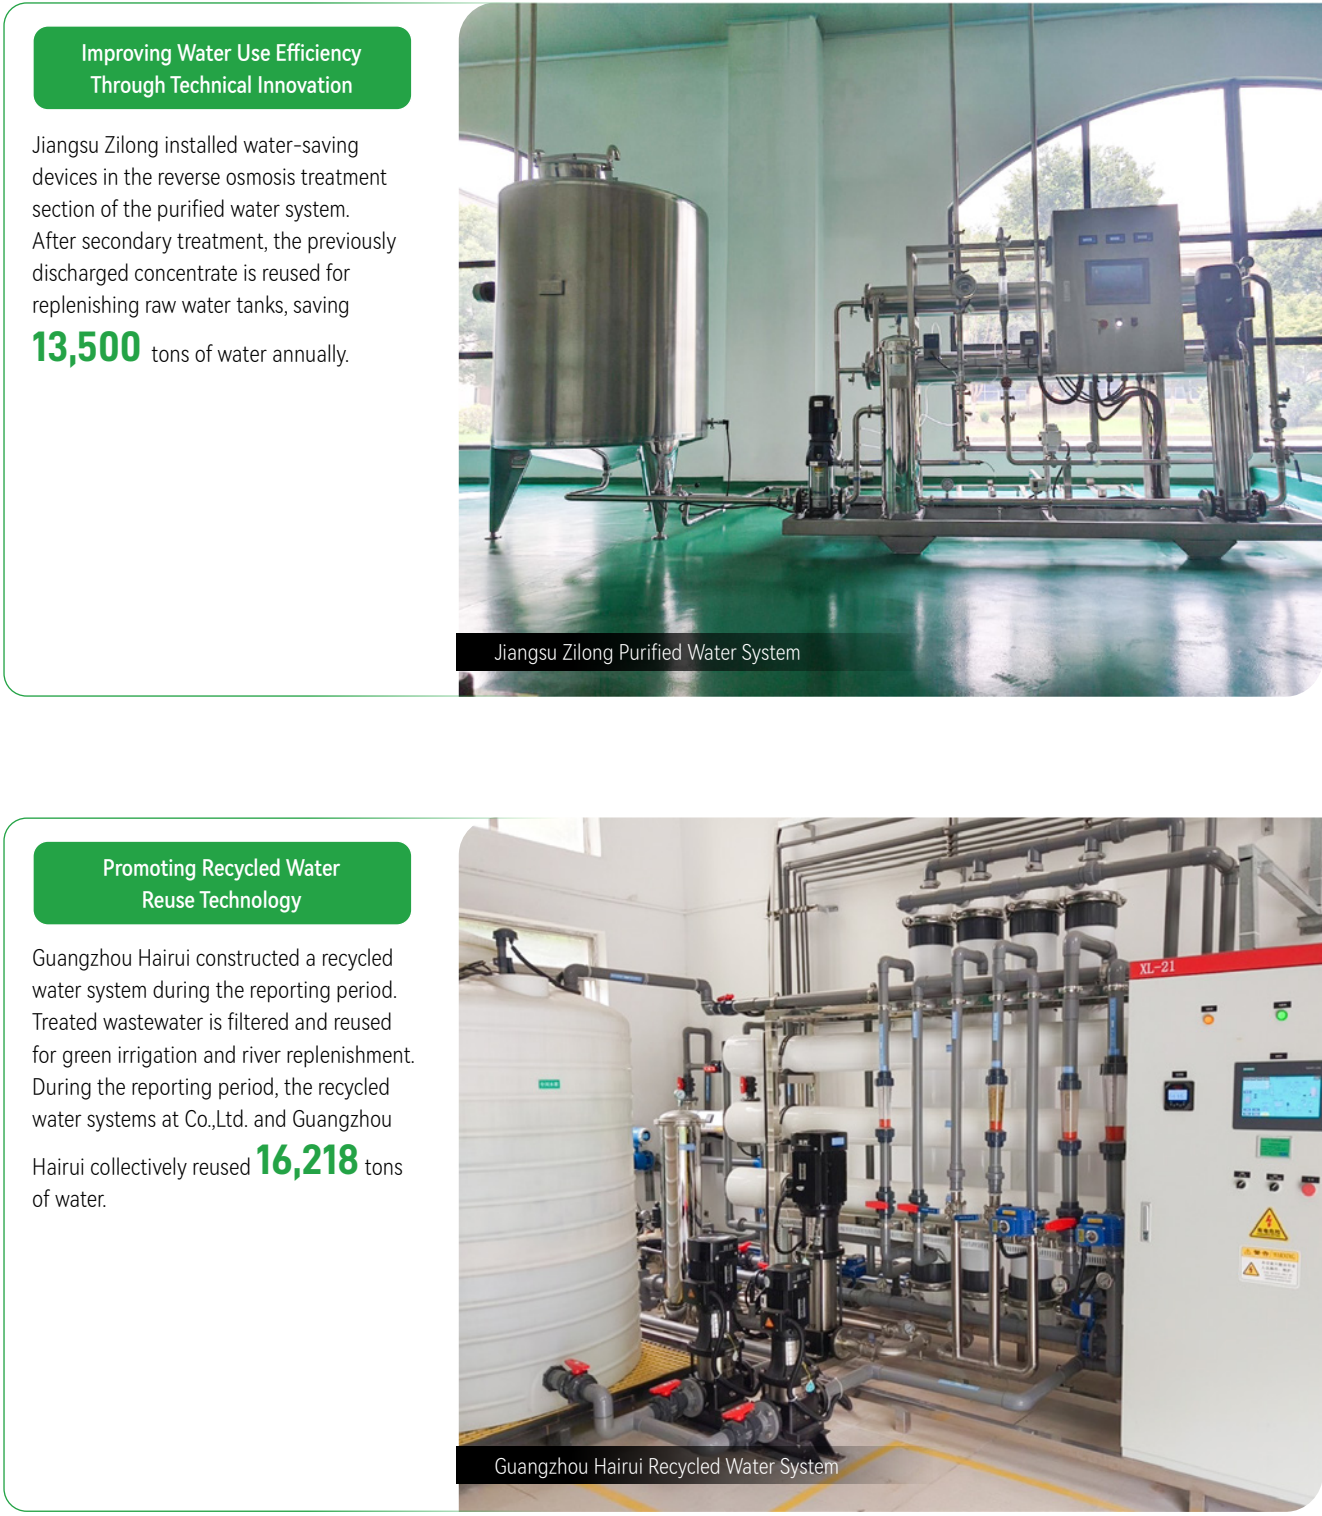 Improving Water Use Efficiency
Through Technical Innovation
Jiangsu Zilong installed water-saving
devices in the reverse osmosis treatment
section of the purified water system.
After secondary treatment, the previously
discharged concentrate is reused for
replenishing raw water tanks, saving
13,500 tons of water annually.
Jiangsu Zilong Purified Water System
Promoting Recycled Water
Reuse Technology
Guangzhou Hairui constructed a recycled
water system during the reporting period.
Treated wastewater is filtered and reused
for green irrigation and river replenishment.
During the reporting period, the recycled
water systems at Co.,Ltd. and Guangzhou
Hairui collectively reused 16,218 tons
of water.
XL-21
Guangzhou Hairui Recycled Water System